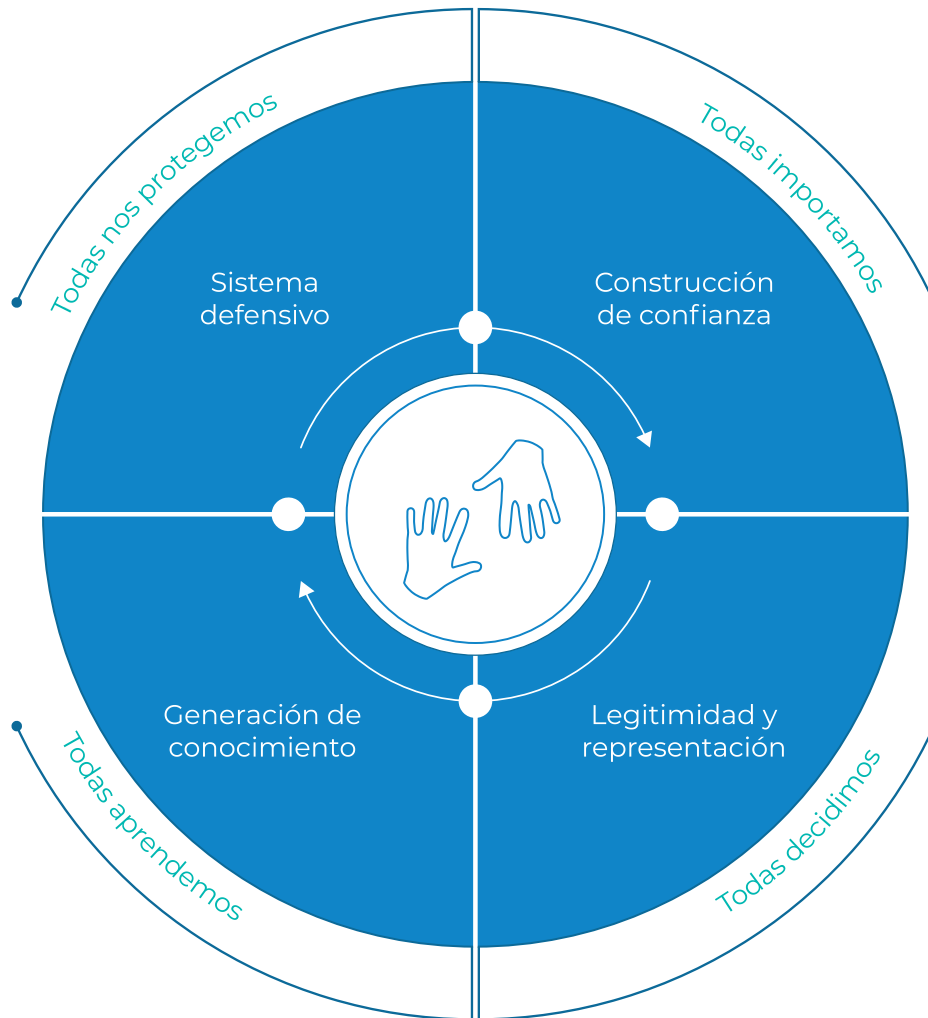 Todas nos protegemos
Todas importamos
Sistema
defensivo
Construcción
de confianza
Generación de
conocimiento
Legitimidad y
representación
Todas aprendemos
Todas decidimos